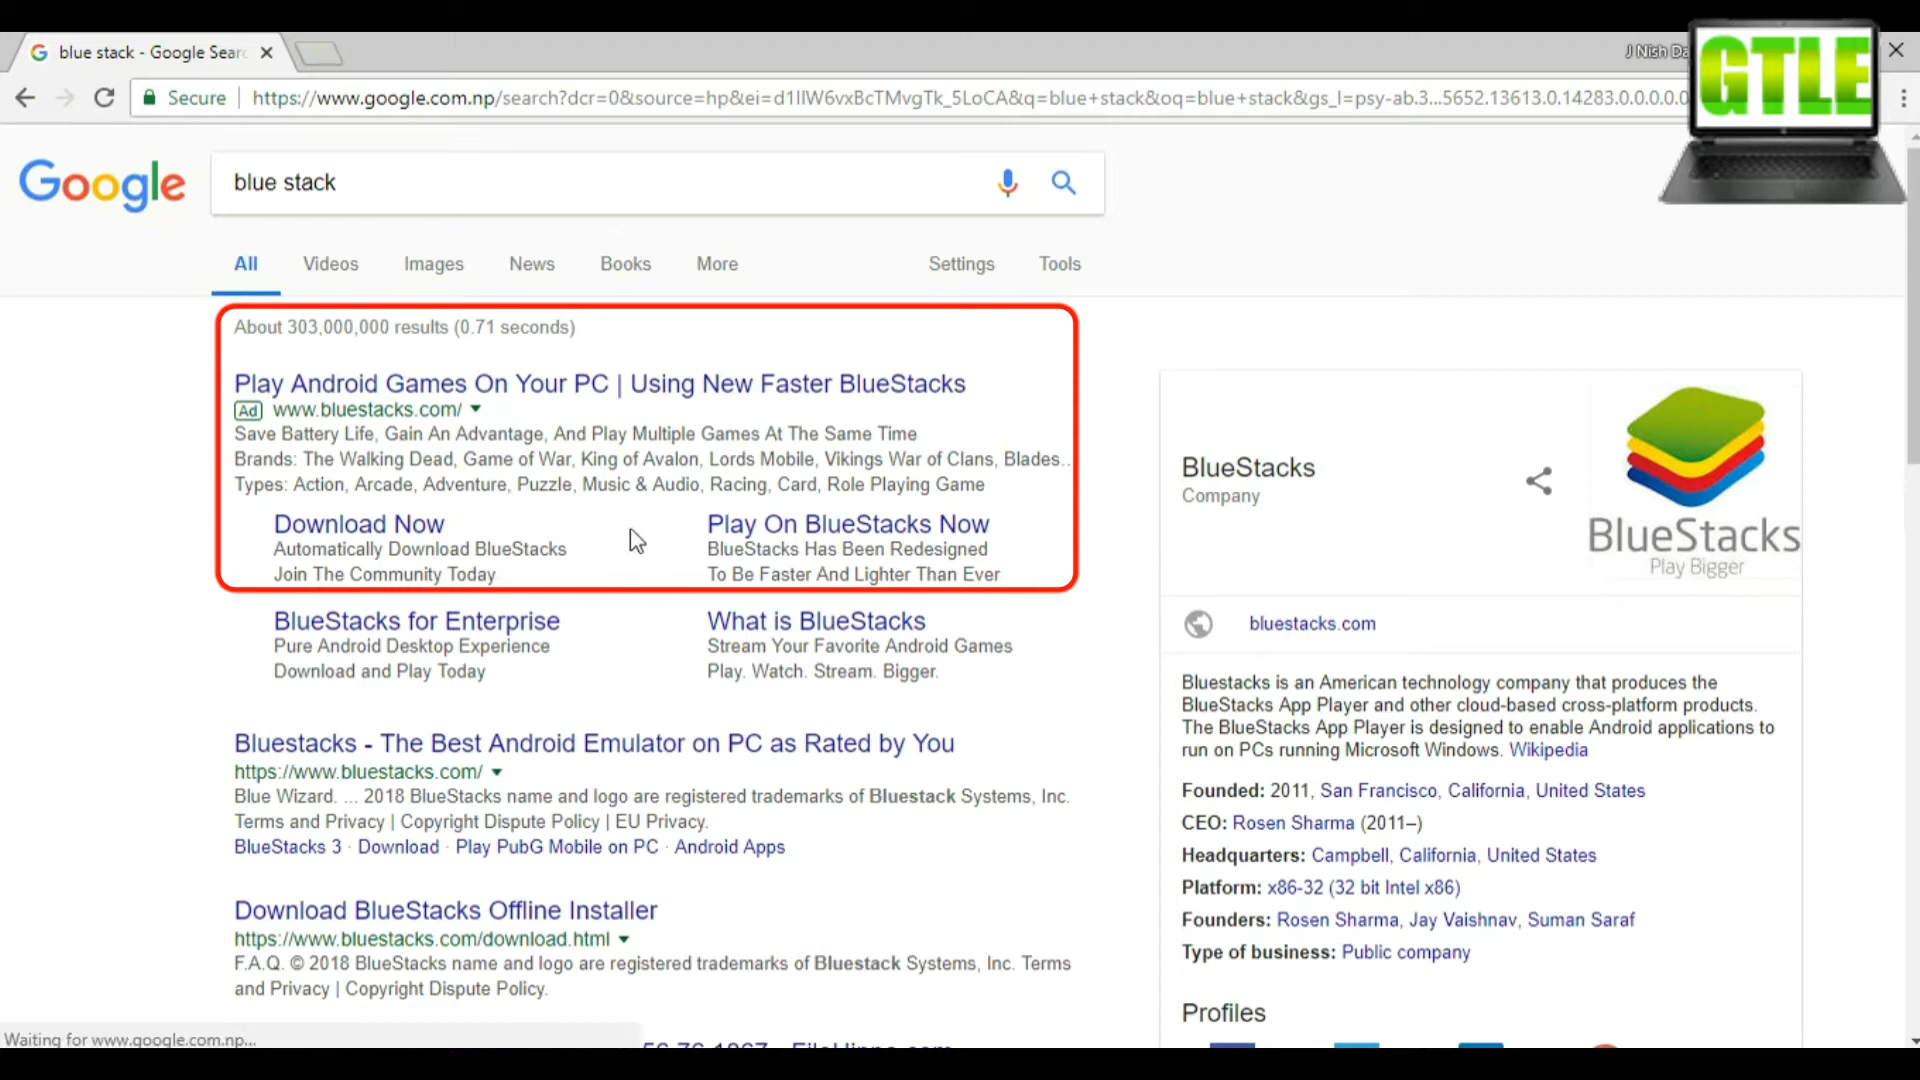 blue stack - Google Sear
J Nish Da
GTLE
Secure
https://www.google.com.np/search?dcr=0&source=hp&ei=d1lIW6vxBcTMvgTk_5LoCA&q=blue+stack&oq=blue+stack&gs_l=psy-ab.3...5652.13613.0.14283.0.0.0.0.0
Google
blue stack
All Videos Images News Books More Settings Tools
About 303,000,000 results (0.71 seconds)
Play Android Games On Your PC | Using New Faster BlueStacks
Ad www.bluestacks.com/
Save Battery Life, Gain An Advantage, And Play Multiple Games At The Same Time
Brands: The Walking Dead, Game of War, King of Avalon, Lords Mobile, Vikings War of Clans, Blades..
Types: Action, Arcade, Adventure, Puzzle, Music & Audio, Racing, Card, Role Playing Game
Download Now
Automatically Download BlueStacks
Join The Community Today
Play On BlueStacks Now
BlueStacks Has Been Redesigned
To Be Faster And Lighter Than Ever
BlueStacks for Enterprise
Pure Android Desktop Experience
Download and Play Today
What is BlueStacks
Stream Your Favorite Android Games
Play. Watch. Stream. Bigger.
Bluestacks - The Best Android Emulator on PC as Rated by You
https://www.bluestacks.com/
Blue Wizard. ... 2018 BlueStacks name and logo are registered trademarks of Bluestack Systems, Inc.
Terms and Privacy | Copyright Dispute Policy | EU Privacy.
BlueStacks 3 · Download · Play PubG Mobile on PC · Android Apps
Download BlueStacks Offline Installer
https://www.bluestacks.com/download.html
F.A.Q. © 2018 BlueStacks name and logo are registered trademarks of Bluestack Systems, Inc. Terms
and Privacy | Copyright Dispute Policy.
Waiting for www.google.com.np...
BlueStacks
Company
BlueStacks
Play Bigger
bluestacks.com
Bluestacks is an American technology company that produces the
BlueStacks App Player and other cloud-based cross-platform products.
The BlueStacks App Player is designed to enable Android applications to
run on PCs running Microsoft Windows. Wikipedia
Founded: 2011, San Francisco, California, United States
CEO: Rosen Sharma (2011–)
Headquarters: Campbell, California, United States
Platform: x86-32 (32 bit Intel x86)
Founders: Rosen Sharma, Jay Vaishnav, Suman Saraf
Type of business: Public company
Profiles